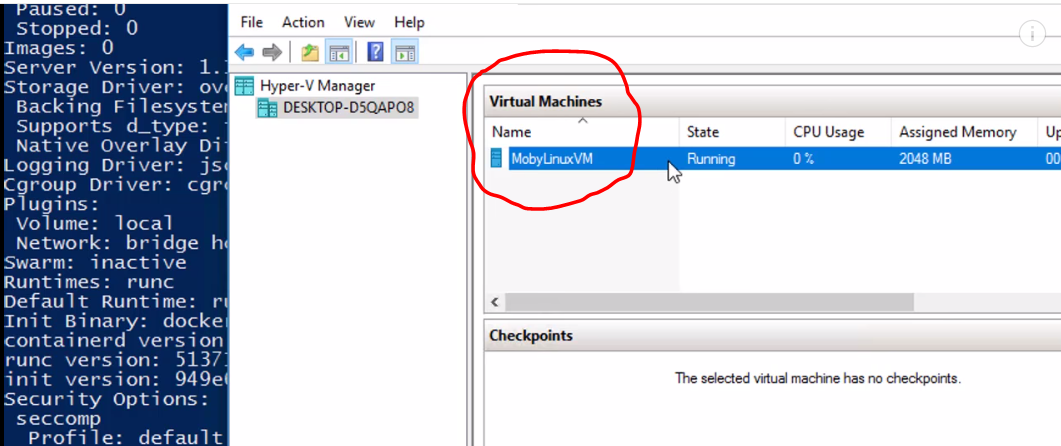 Paused: 0
Stopped: 0
Images: 0
Server Version: 1.
Storage Driver: ov
Backing Filesyste
Supports d_type:
Native Overlay Di
Logging Driver: js
Cgroup Driver: cgr
Plugins:
Volume: local
Network: bridge h
Swarm: inactive
Runtimes: runc
Default Runtime: r
Init Binary: docke
containerd version
runc version: 5137
init version: 949e
Security Options:
seccomp
Profile: default
File Action View Help
Hyper-V Manager
DESKTOP-D5QAPO8
Virtual Machines
Name State CPU Usage Assigned Memory Up
MobyLinuxVM Running 0 % 2048 MB 00
Checkpoints
The selected virtual machine has no checkpoints.